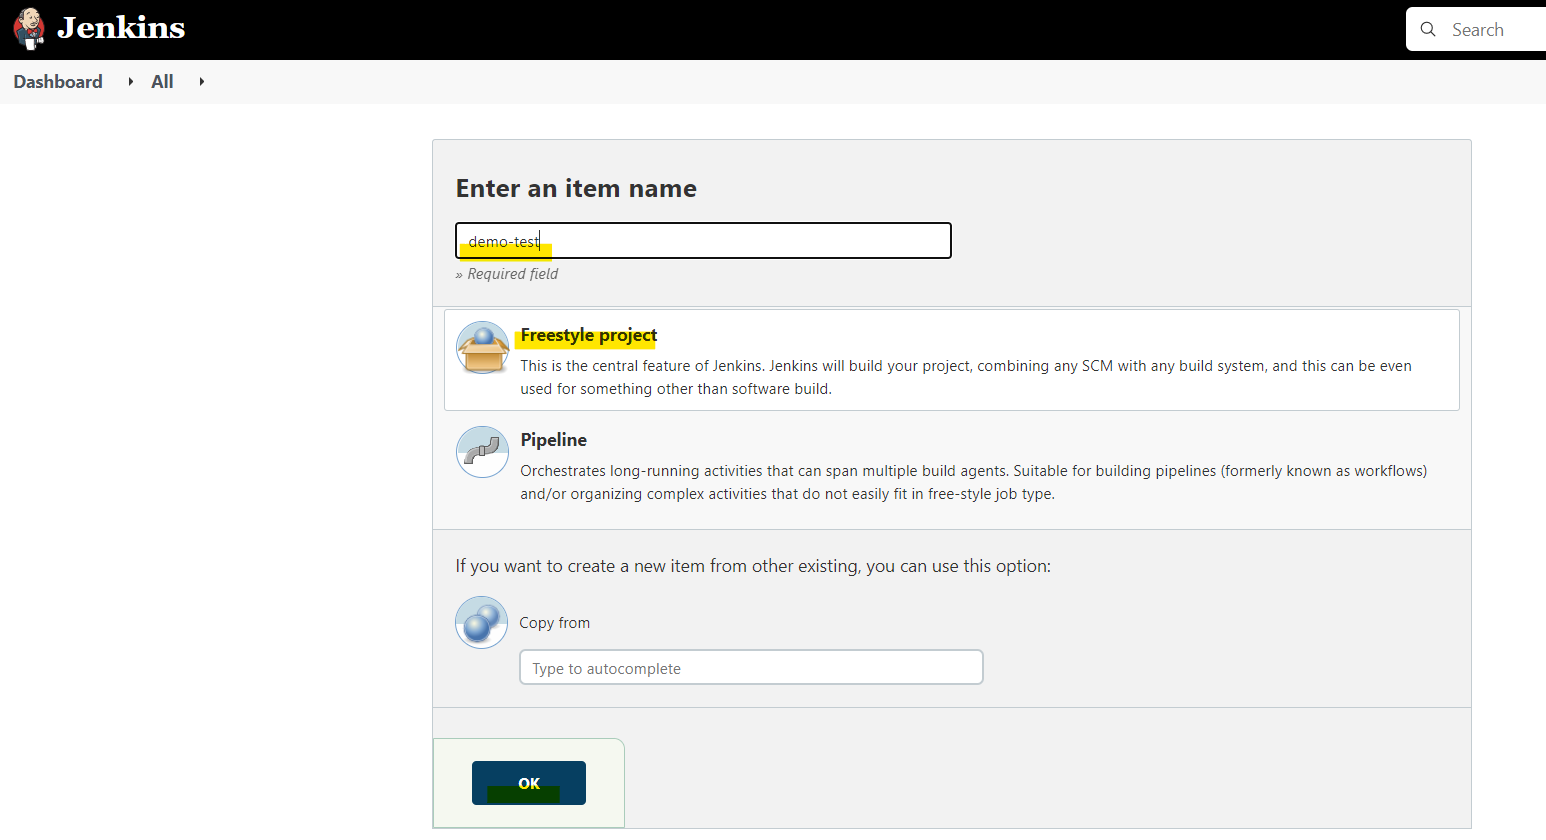 Jenkins
Search
Dashboard
All
Enter an item name
demo-test
» Required field
Freestyle project
This is the central feature of Jenkins. Jenkins will build your project, combining any SCM with any build system, and this can be even
used for something other than software build.
Pipeline
Orchestrates long-running activities that can span multiple build agents. Suitable for building pipelines (formerly known as workflows)
and/or organizing complex activities that do not easily fit in free-style job type.
If you want to create a new item from other existing, you can use this option:
Copy from
Type to autocomplete
OK